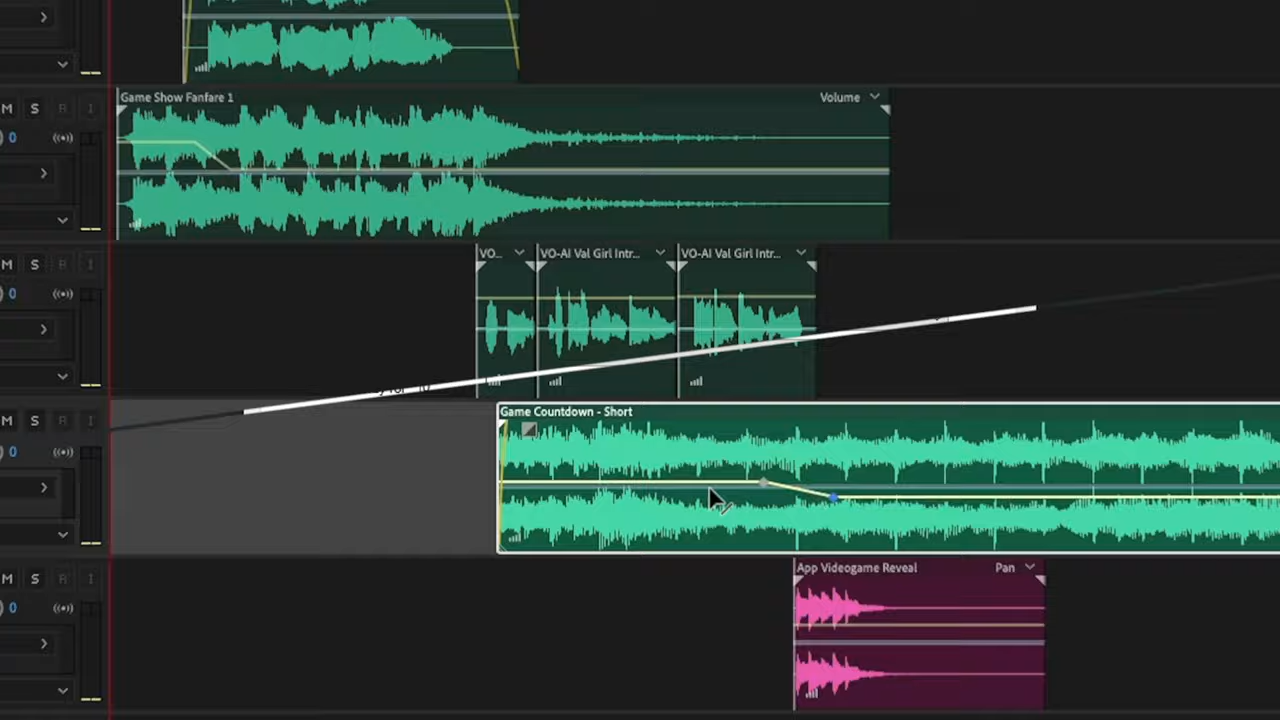 Game Show Fanfare 1 Volume
M S R I
0
VO... VO-AI Val Girl Intr... VO-AI Val Girl Intr...
M S R I
0
Game Countdown - Short
M S R I
0
App Videogame Reveal Pan
M S R I
0